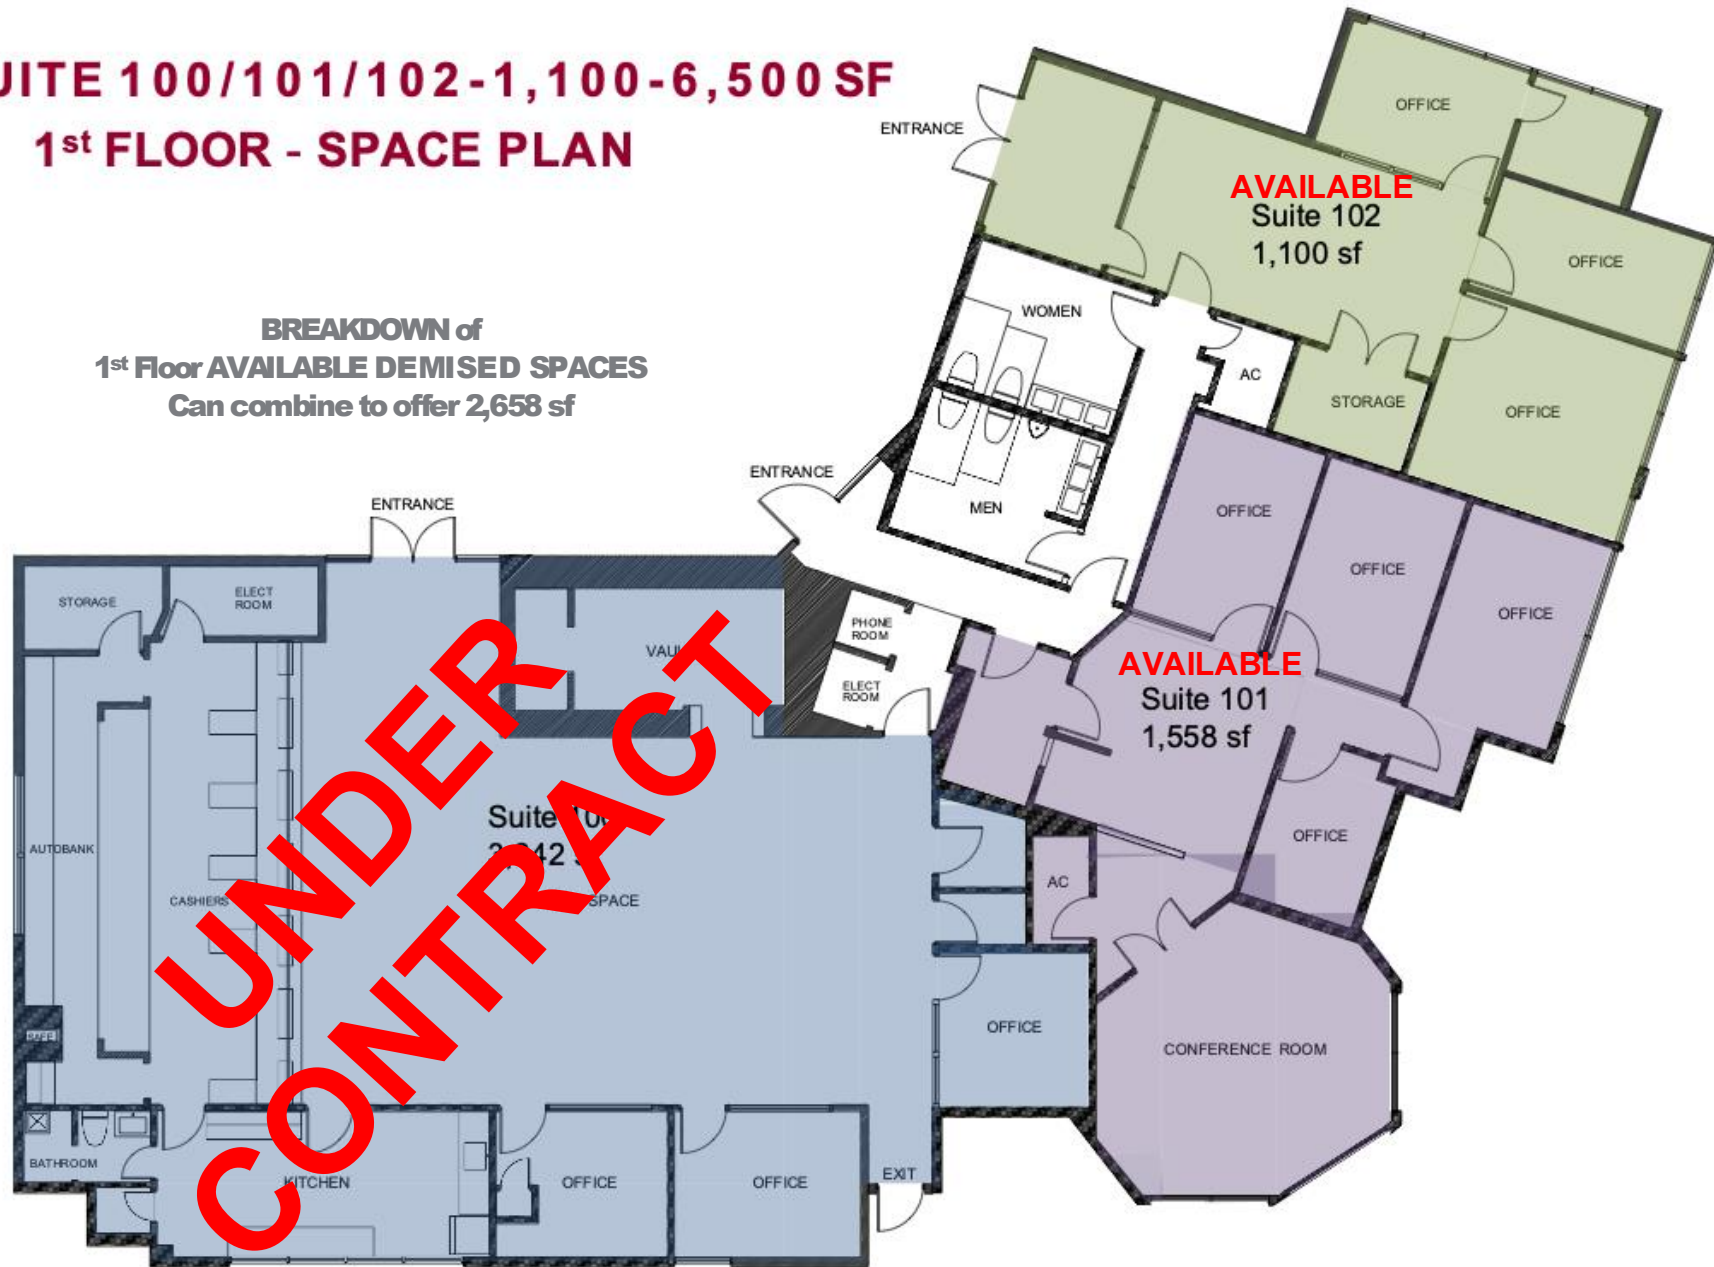 UITE 100/101/102-1,100-6,500 SF
1st FLOOR - SPACE PLAN
BREAKDOWN of
1st Floor AVAILABLE DEMISED SPACES
Can combine to offer 2,658 sf
ENTRANCE
OFFICE
AVAILABLE
Suite 102
1,100 sf
OFFICE
WOMEN
AC
STORAGE
OFFICE
ENTRANCE
MEN
OFFICE
OFFICE
OFFICE
ENTRANCE
STORAGE
ELECT
ROOM
PHONE
ROOM
ELECT
ROOM
AVAILABLE
Suite 101
1,558 sf
OFFICE
AC
CONFERENCE ROOM
UNDER
CONTRACT
Suite
SPACE
AUTOBANK
CASHIERS
SAFE
OFFICE
BATHROOM
KITCHEN
OFFICE
OFFICE
EXIT